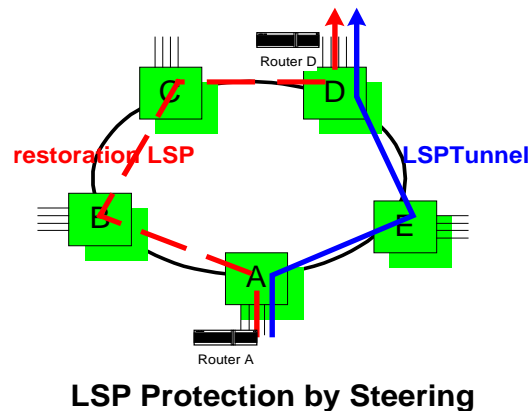 Router D
C
D
restoration LSP
LSPTunnel
B
E
A
Router A
LSP Protection by Steering